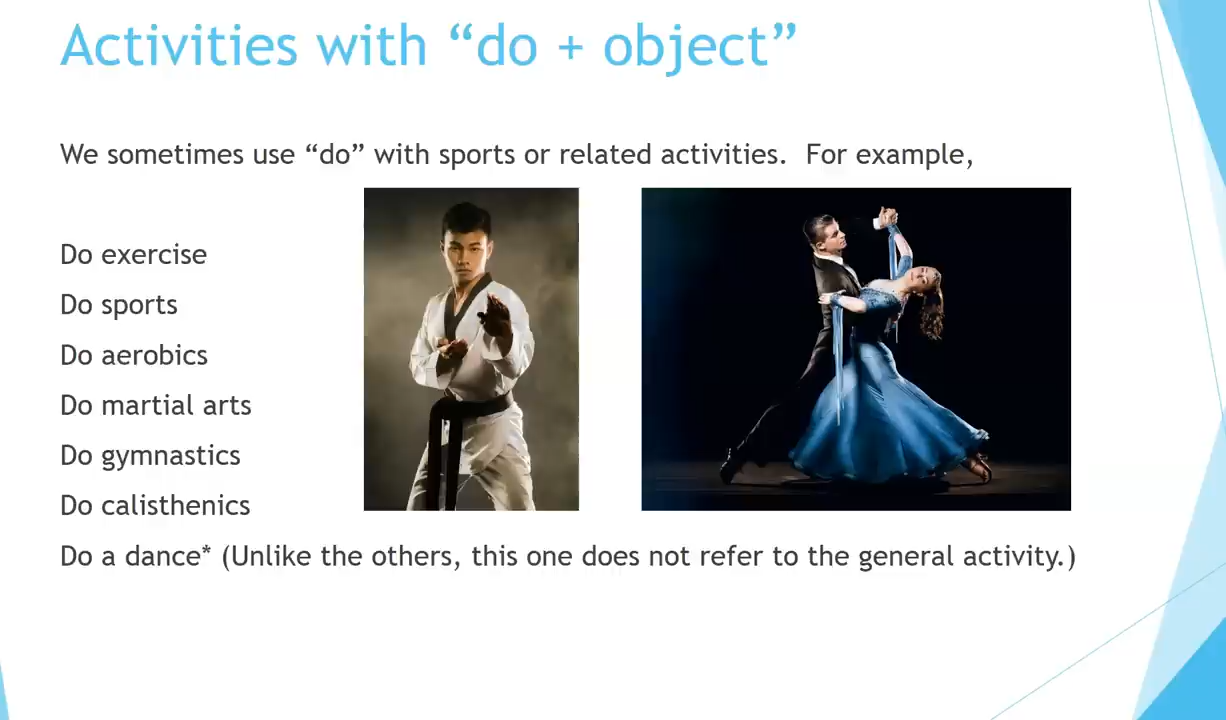 Activities with “do + object”
We sometimes use “do” with sports or related activities.  For example,
Do exercise
Do sports
Do aerobics
Do martial arts
Do gymnastics
Do calisthenics
Do a dance* (Unlike the others, this one does not refer to the general activity.)